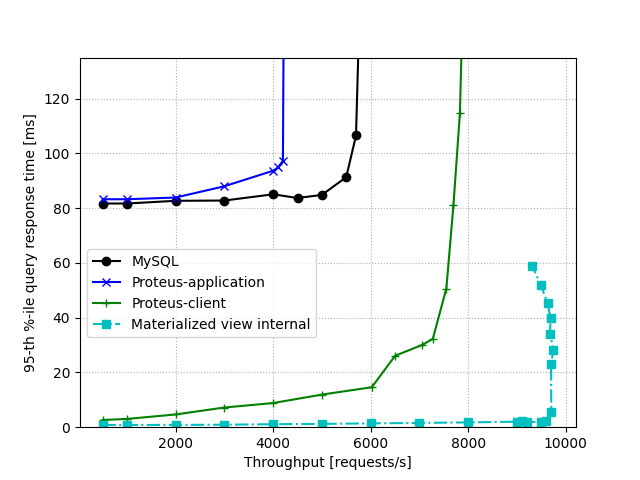 120
100
80
60
40
20
0
95-th %-ile query response time [ms]
MySQL
Proteus-application
Proteus-client
Materialized view internal
2000 4000 6000 8000 10000
Throughput [requests/s]